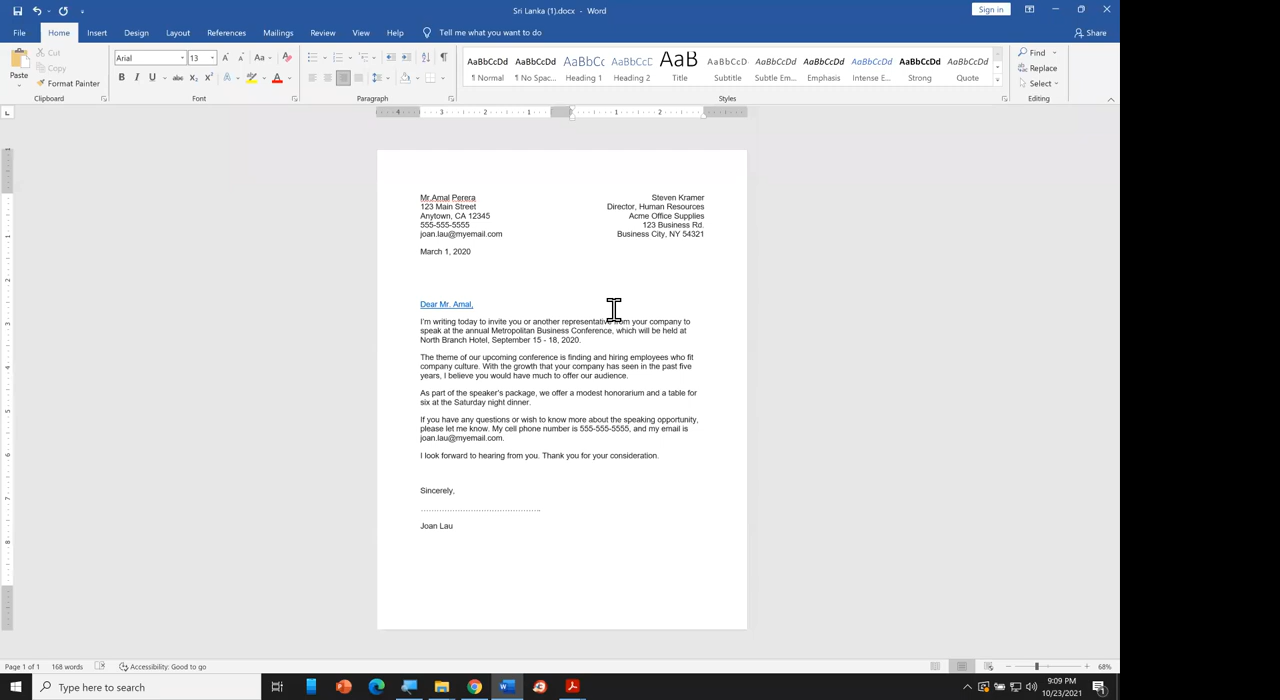 Sri Lanka (1).docx - Word
Sign in
File Home Insert Design Layout References Mailings Review View Help Tell me what you want to do Share
Paste
Cut
Copy
Format Painter
Clipboard
Arial 13
Font
Paragraph
AaBbCcDd AaBbCcDd AaBbCc AaBbCcD AaB AaBbCcD AaBbCcDd AaBbCcDd AaBbCcDd AaBbCcDd AaBbCcDd
¶ Normal ¶ No Spac... Heading 1 Heading 2 Title Subtitle Subtle Em... Emphasis Intense E... Strong Quote
Styles
Find
Replace
Select
Editing
Mr.Amal Perera
123 Main Street
Anytown, CA 12345
555-555-5555
joan.lau@myemail.com
Steven Kramer
Director, Human Resources
Acme Office Supplies
123 Business Rd.
Business City, NY 54321
March 1, 2020
Dear Mr. Amal,
I'm writing today to invite you or another representative from your company to
speak at the annual Metropolitan Business Conference, which will be held at
North Branch Hotel, September 15 - 18, 2020.
The theme of our upcoming conference is finding and hiring employees who fit
company culture. With the growth that your company has seen in the past five
years, I believe you would have much to offer our audience.
As part of the speaker's package, we offer a modest honorarium and a table for
six at the Saturday night dinner.
If you have any questions or wish to know more about the speaking opportunity,
please let me know. My cell phone number is 555-555-5555, and my email is
joan.lau@myemail.com.
I look forward to hearing from you. Thank you for your consideration.
Sincerely,
............................................
Joan Lau
Page 1 of 1 168 words Accessibility: Good to go 68%
Type here to search
9:09 PM
10/23/2021